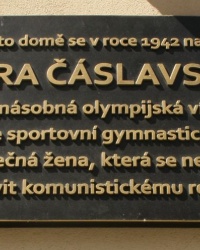 to domě se v roce 1942 na
RA ČÁSLAVS
násobná olympijská v
e sportovní gymnastic
ečná žena, která se ne
vit komunistickému re